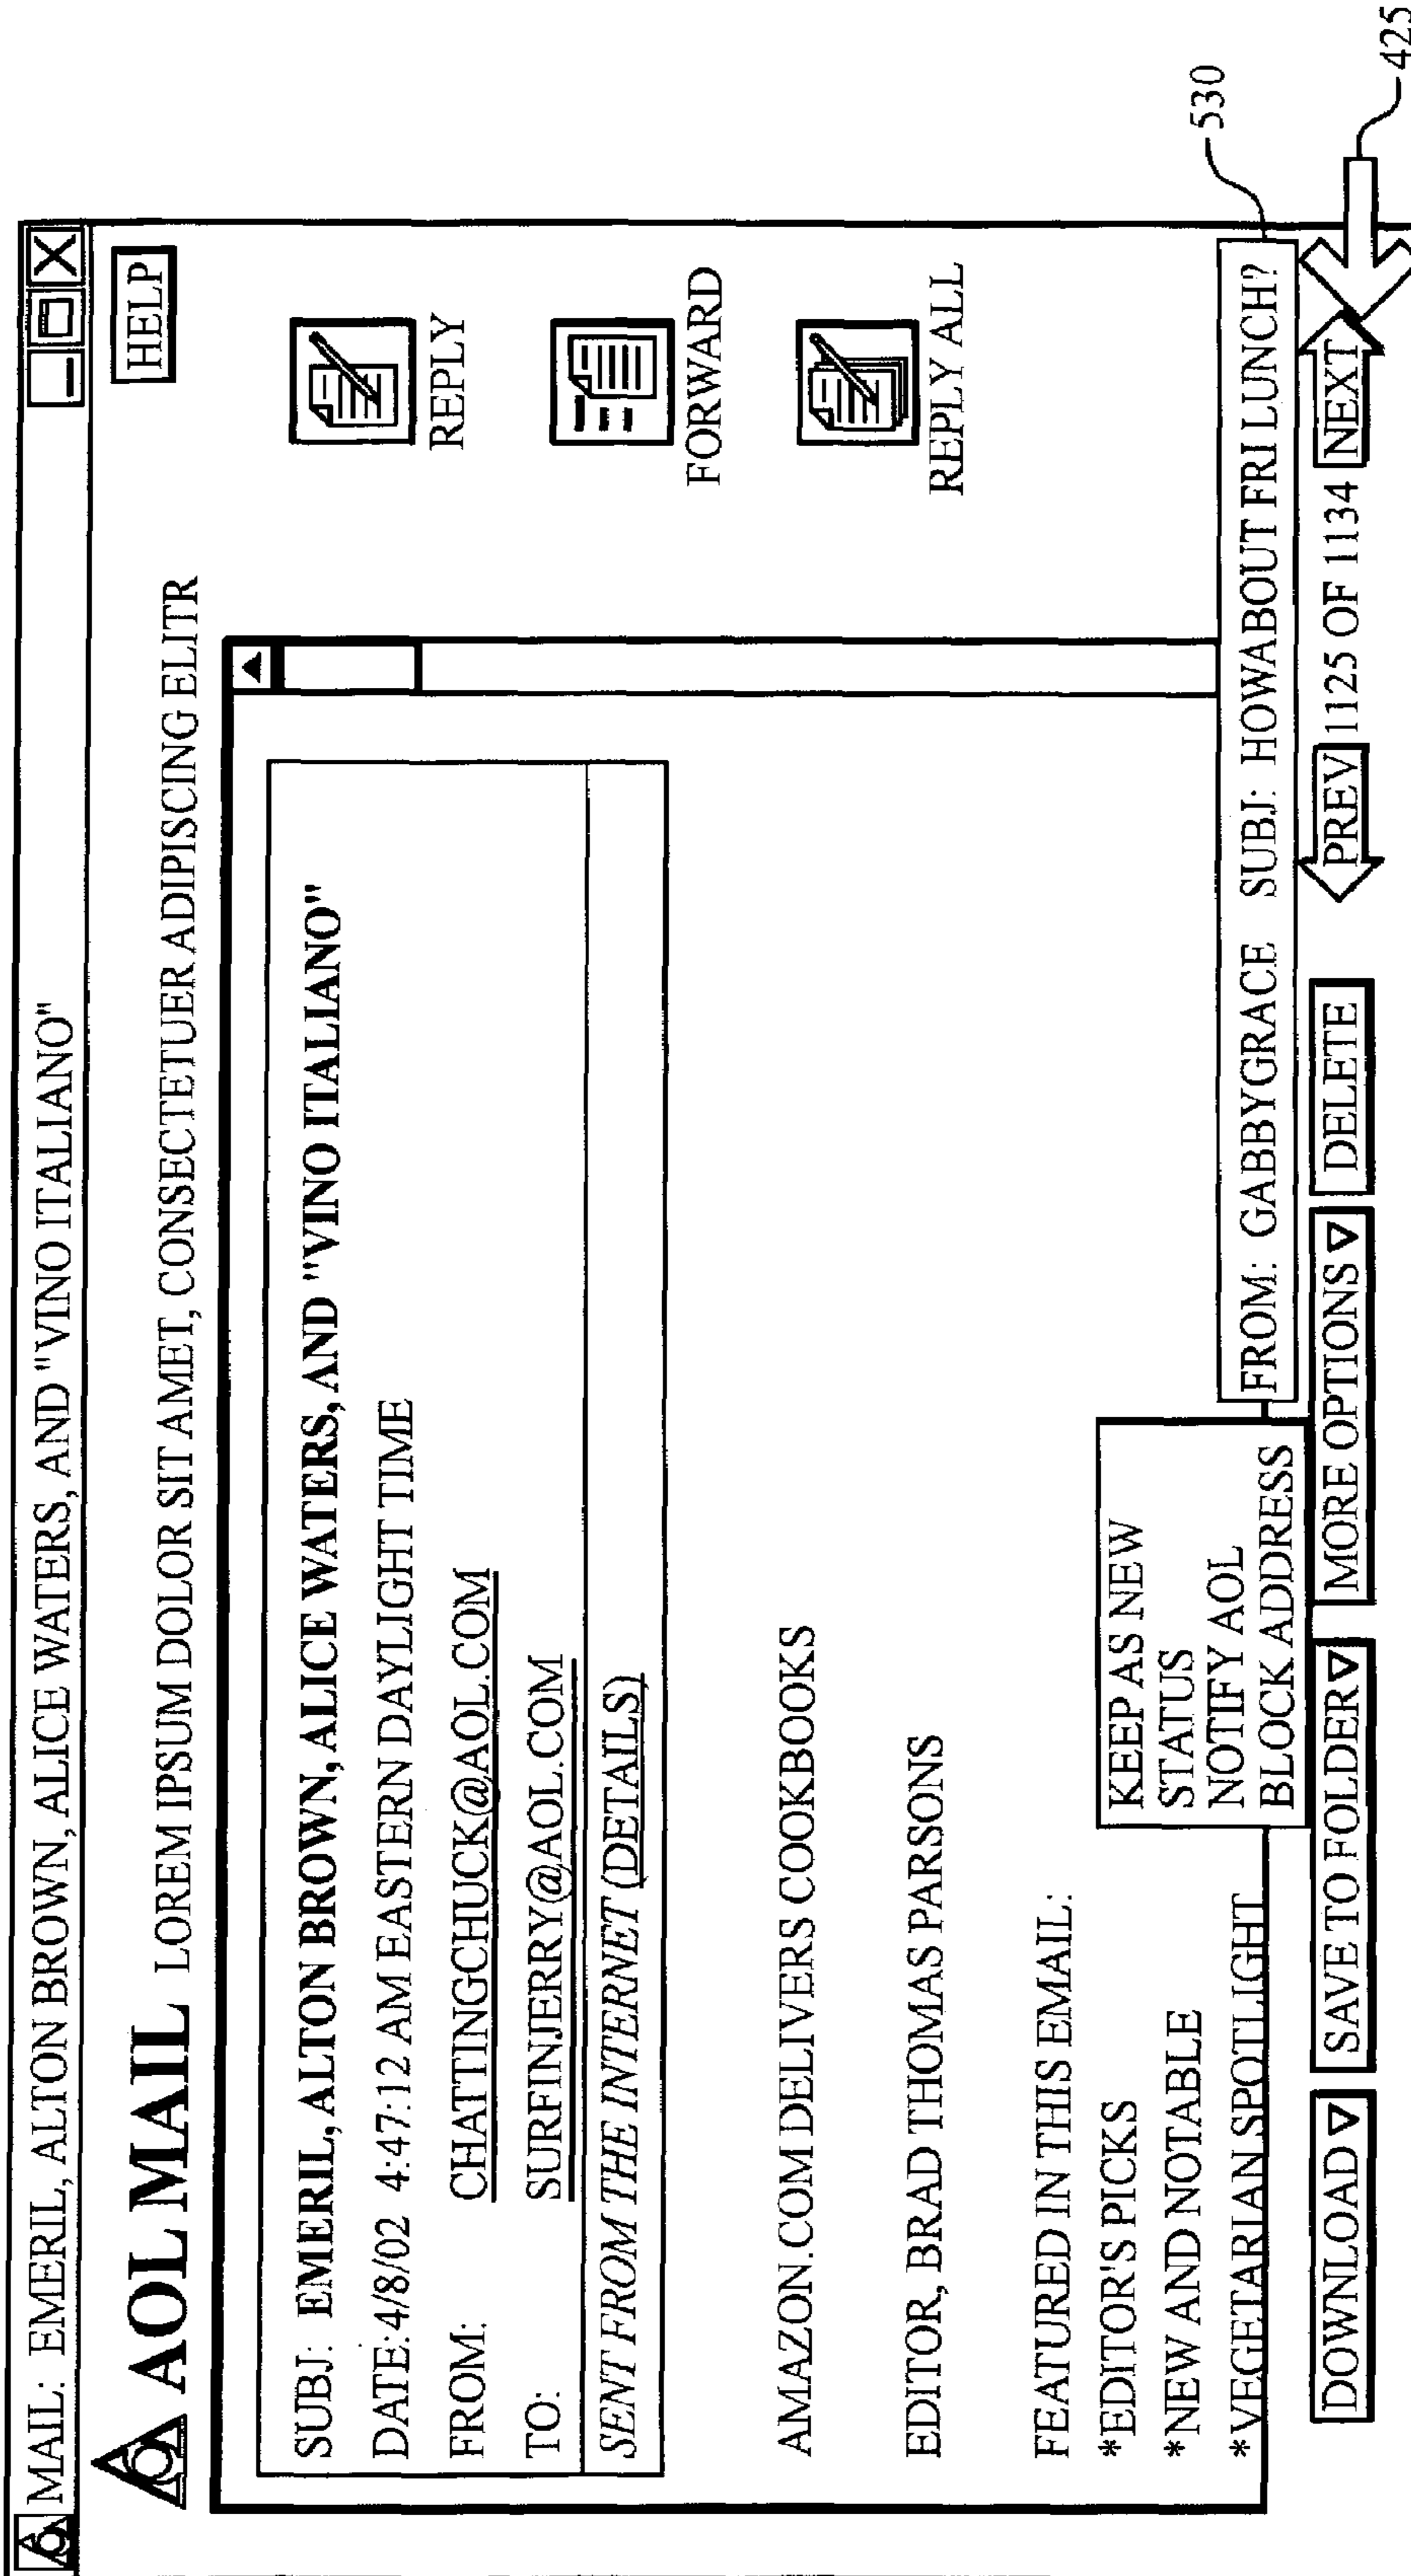 MAIL: EMERIL, ALTON BROWN, ALICE WATERS, AND "VINO ITALIANO"
AOL MAIL LOREM IPSUM DOLOR SIT AMET, CONSECTETUER ADIPISCING ELITR
HELP
SUBJ: EMERIL, ALTON BROWN, ALICE WATERS, AND "VINO ITALIANO"
DATE: 4/8/02 4:47:12 AM EASTERN DAYLIGHT TIME
FROM: CHATTINGCHUCK@AOL.COM
TO: SURFINJERRY@AOL.COM
SENT FROM THE INTERNET (DETAILS)
REPLY
FORWARD
REPLY ALL
AMAZON.COM DELIVERS COOKBOOKS
EDITOR, BRAD THOMAS PARSONS
FEATURED IN THIS EMAIL:
*EDITOR'S PICKS
*NEW AND NOTABLE
*VEGETARIAN SPOTLIGHT
KEEP AS NEW
STATUS
NOTIFY AOL
BLOCK ADDRESS
FROM: GABBYGRACE SUBJ: HOWABOUT FRI LUNCH?
530
DOWNLOAD SAVE TO FOLDER MORE OPTIONS DELETE PREV 1125 OF 1134 NEXT
425